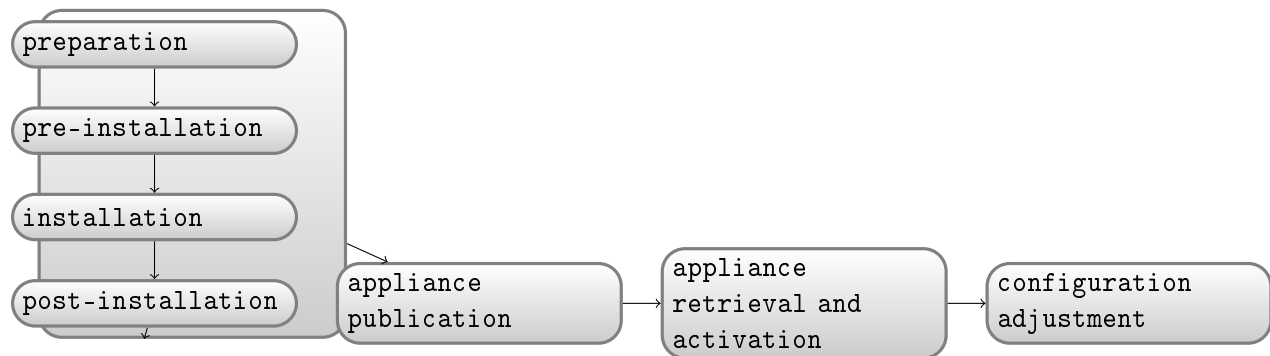 preparation
pre-installation
installation
post-installation
appliance
publication
appliance
retrieval and
activation
configuration
adjustment